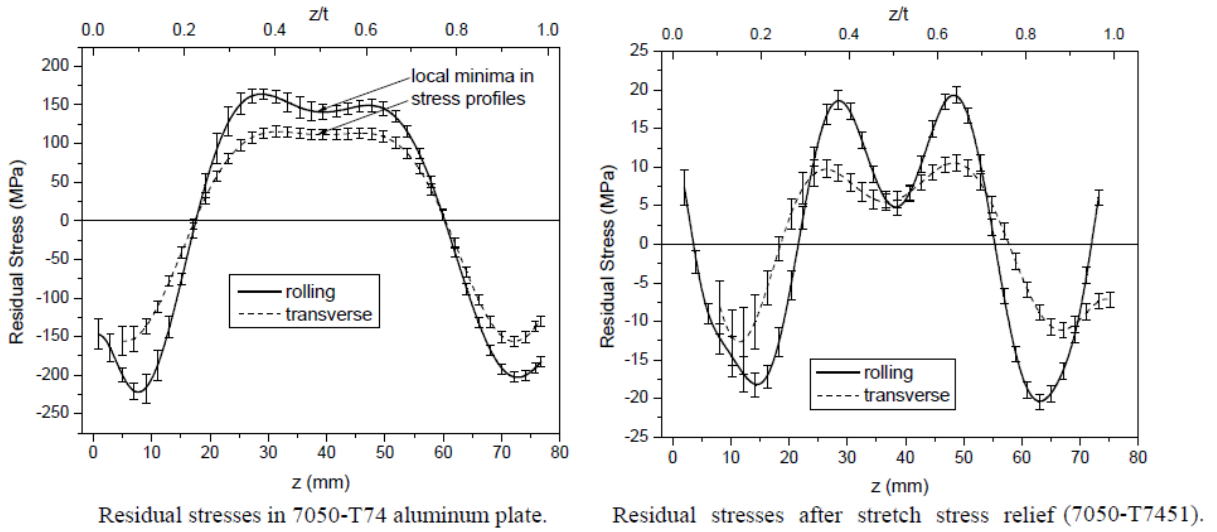 z/t
0.0 0.2 0.4 0.6 0.8 1.0
200
150
100
50
0
-50
-100
-150
-200
-250
Residual Stress (MPa)
local minima in
stress profiles
rolling
transverse
0 10 20 30 40 50 60 70 80
z (mm)
Residual stresses in 7050-T74 aluminum plate.
z/t
0.0 0.2 0.4 0.6 0.8 1.0
25
20
15
10
5
0
-5
-10
-15
-20
-25
Residual Stress (MPa)
rolling
transverse
0 10 20 30 40 50 60 70 80
z (mm)
Residual stresses after stretch stress relief (7050-T7451).